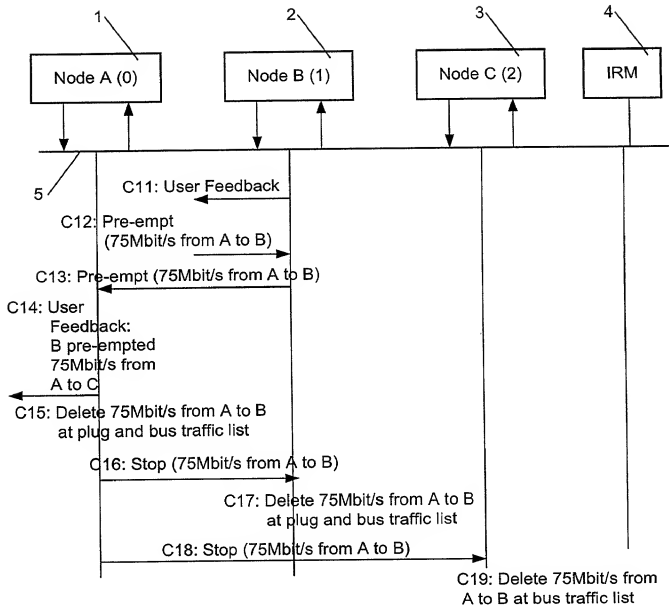 1
2
3
4
Node A (0)
Node B (1)
Node C (2)
IRM
5
C11: User Feedback
C12: Pre-empt
(75Mbit/s from A to B)
C13: Pre-empt (75Mbit/s from A to B)
C14: User
Feedback:
B pre-empted
75Mbit/s from
A to C
C15: Delete 75Mbit/s from A to B
at plug and bus traffic list
C16: Stop (75Mbit/s from A to B)
C17: Delete 75Mbit/s from A to B
at plug and bus traffic list
C18: Stop (75Mbit/s from A to B)
C19: Delete 75Mbit/s from
A to B at bus traffic list